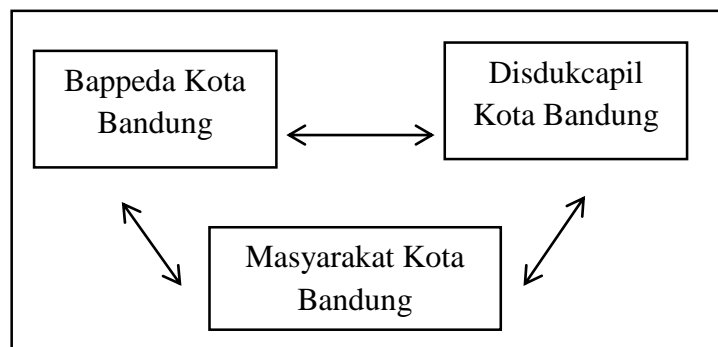 Bappeda Kota
Bandung
Disdukcapil
Kota Bandung
Masyarakat Kota
Bandung